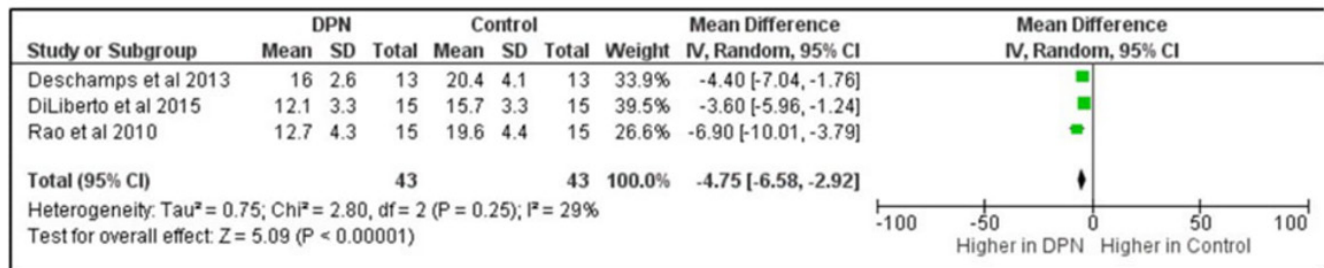 DPN Control Mean Difference Mean Difference
Study or Subgroup Mean SD Total Mean SD Total Weight IV, Random, 95% CI IV, Random, 95% CI
Deschamps et al 2013 16 2.6 13 20.4 4.1 13 33.9% -4.40 [-7.04, -1.76]
DiLiberto et al 2015 12.1 3.3 15 15.7 3.3 15 39.5% -3.60 [-5.96, -1.24]
Rao et al 2010 12.7 4.3 15 19.6 4.4 15 26.6% -6.90 [-10.01, -3.79]
Total (95% CI) 43 43 100.0% -4.75 [-6.58, -2.92]
Heterogeneity: Tau² = 0.75; Chi² = 2.80, df = 2 (P = 0.25); I² = 29%
Test for overall effect: Z = 5.09 (P < 0.00001)
-100 -50 0 50 100
Higher in DPN Higher in Control